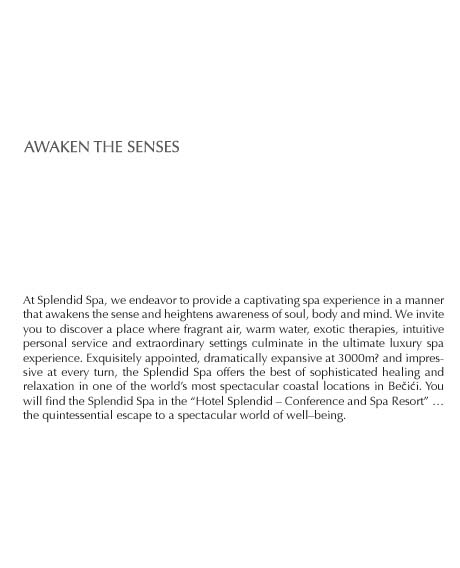 AWAKEN THE SENSES
At Splendid Spa, we endeavor to provide a captivating spa experience in a manner
that awakens the sense and heightens awareness of soul, body and mind. We invite
you to discover a place where fragrant air, warm water, exotic therapies, intuitive
personal service and extraordinary settings culminate in the ultimate luxury spa
experience. Exquisitely appointed, dramatically expansive at 3000m? and impres-
sive at every turn, the Splendid Spa offers the best of sophisticated healing and
relaxation in one of the world’s most spectacular coastal locations in Bečići. You
will find the Splendid Spa in the “Hotel Splendid – Conference and Spa Resort” …
the quintessential escape to a spectacular world of well–being.